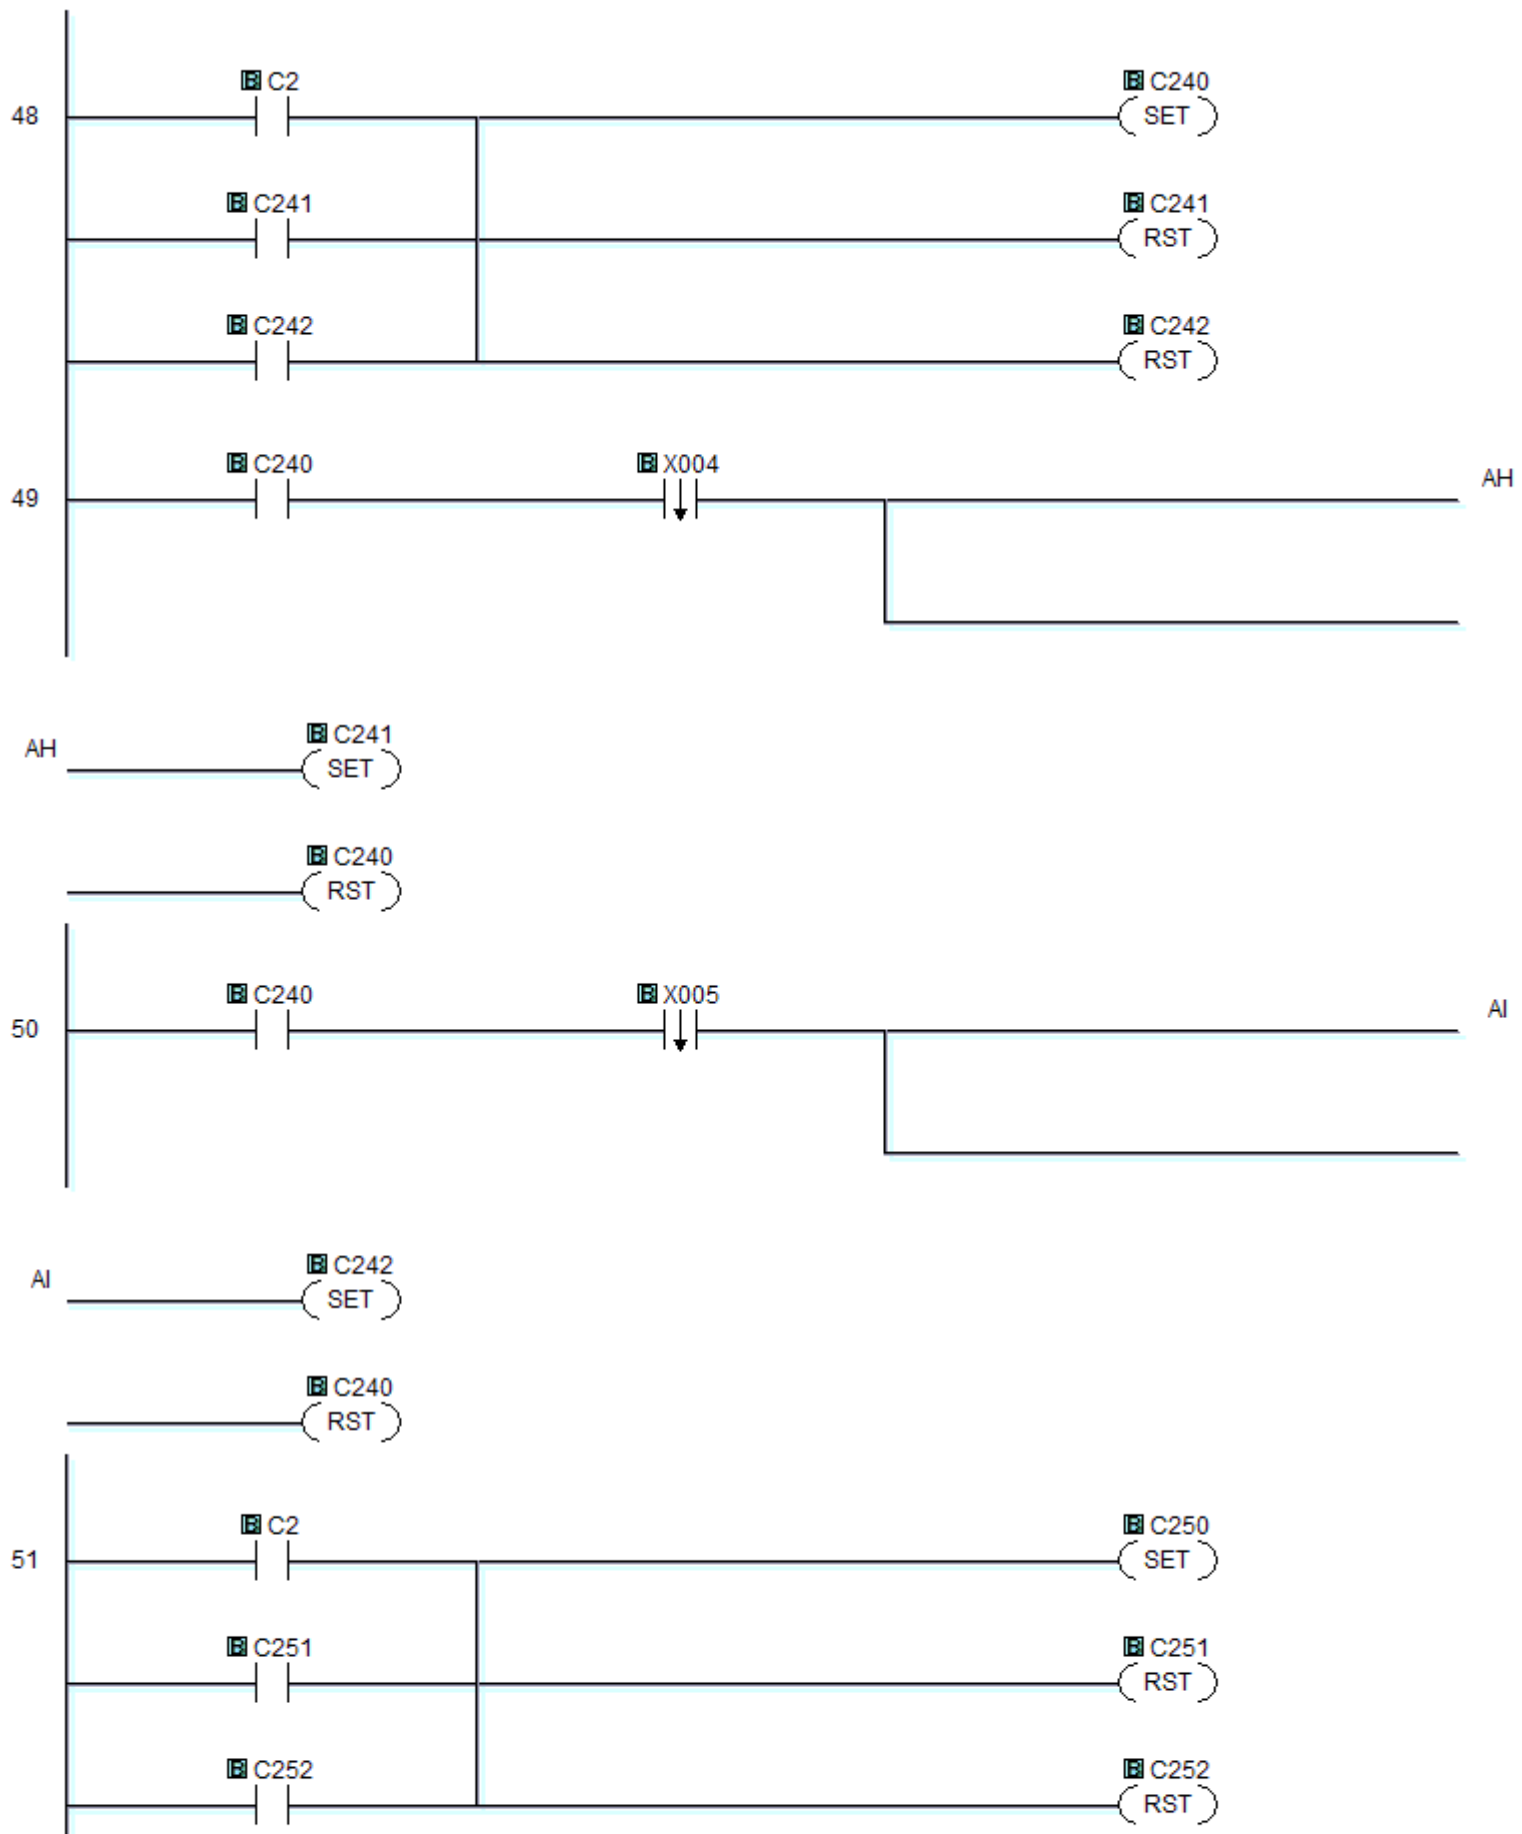 B C2 B C240
48 SET
B C241 B C241
RST
B C242 B C242
RST
B C240 B X004
49 AH
B C241
AH SET
B C240
RST
B C240 B X005
50 AI
B C242
AI SET
B C240
RST
B C2 B C250
51 SET
B C251 B C251
RST
B C252 B C252
RST